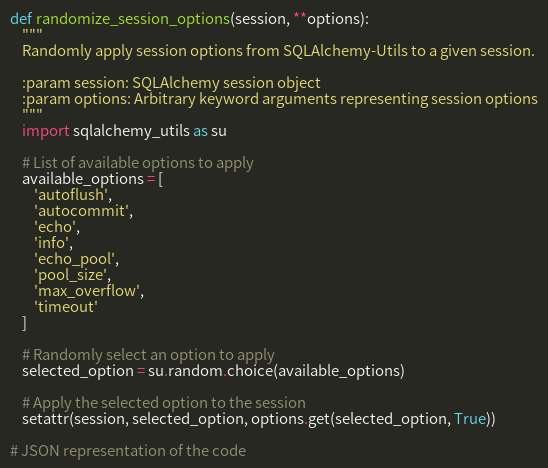 def randomize_session_options(session, **options):
    """
    Randomly apply session options from SQLAlchemy-Utils to a given session.

    :param session: SQLAlchemy session object
    :param options: Arbitrary keyword arguments representing session options
    """
    import sqlalchemy_utils as su

    # List of available options to apply
    available_options = [
        'autoflush',
        'autocommit',
        'echo',
        'info',
        'echo_pool',
        'pool_size',
        'max_overflow',
        'timeout'
    ]

    # Randomly select an option to apply
    selected_option = su.random.choice(available_options)

    # Apply the selected option to the session
    setattr(session, selected_option, options.get(selected_option, True))

# JSON representation of the code